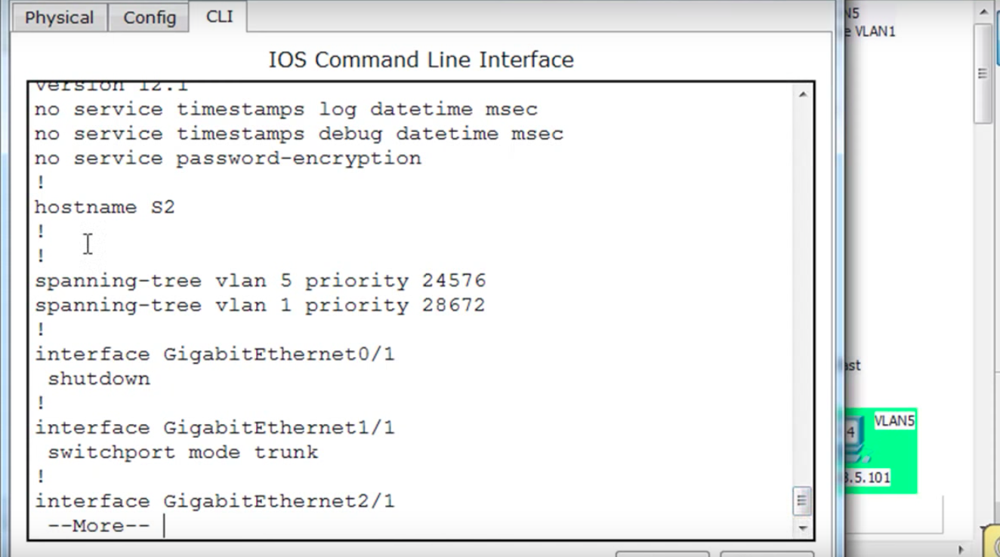 Physical Config CLI
IOS Command Line Interface
version 12.1
no service timestamps log datetime msec
no service timestamps debug datetime msec
no service password-encryption
!
hostname S2
!
!
spanning-tree vlan 5 priority 24576
spanning-tree vlan 1 priority 28672
!
interface GigabitEthernet0/1
shutdown
!
interface GigabitEthernet1/1
switchport mode trunk
!
interface GigabitEthernet2/1
--More--
VLAN1
VLAN5
4
.5.101